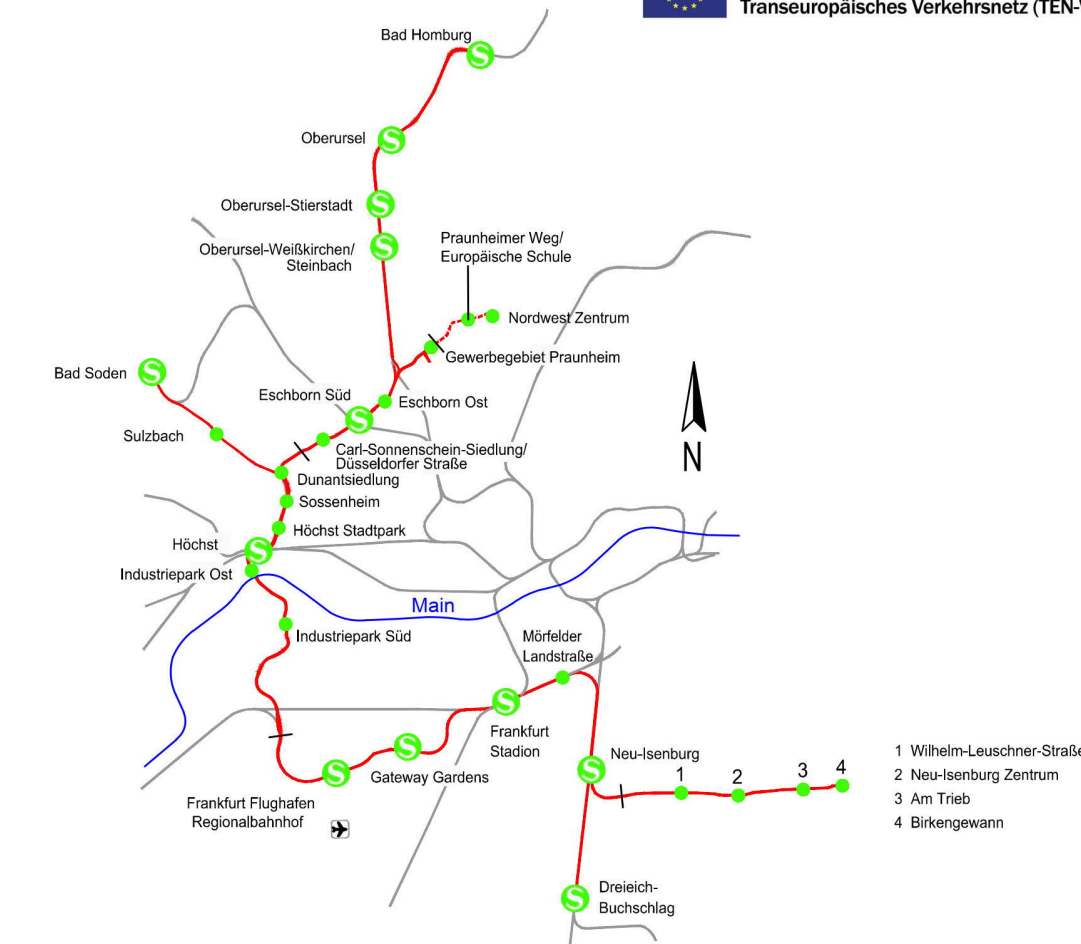 Transeuropäisches Verkehrsnetz (TEN-
Bad Homburg
Oberursel
Oberursel-Stierstadt
Oberursel-Weißkirchen/
Steinbach
Praunheimer Weg/
Europäische Schule
Nordwest Zentrum
Gewerbegebiet Praunheim
Bad Soden
Eschborn Süd
Eschborn Ost
Sulzbach
Carl-Sonnenschein-Siedlung/
Düsseldorfer Straße
Dunantsiedlung
Sossenheim
Höchst Stadtpark
Höchst
Industriepark Ost
N
Main
Industriepark Süd
Mörfelder
Landstraße
Frankfurt
Stadion
Gateway Gardens
Frankfurt Flughafen
Regionalbahnhof
Neu-Isenburg
1 2 3 4
1 Wilhelm-Leuschner-Straße
2 Neu-Isenburg Zentrum
3 Am Trieb
4 Birkengewann
Dreieich-
Buchschlag